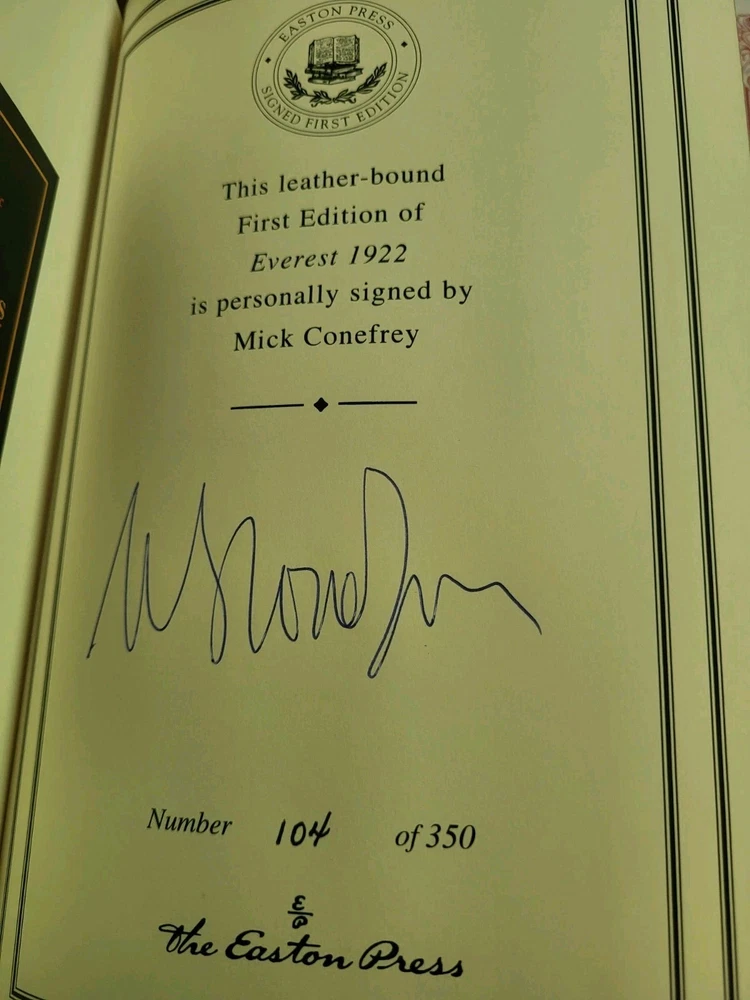 EASTON PRESS
SIGNED FIRST EDITION
This leather-bound
First Edition of
Everest 1922
is personally signed by
Mick Conefrey
Number 104 of 350
E
P
The Easton Press